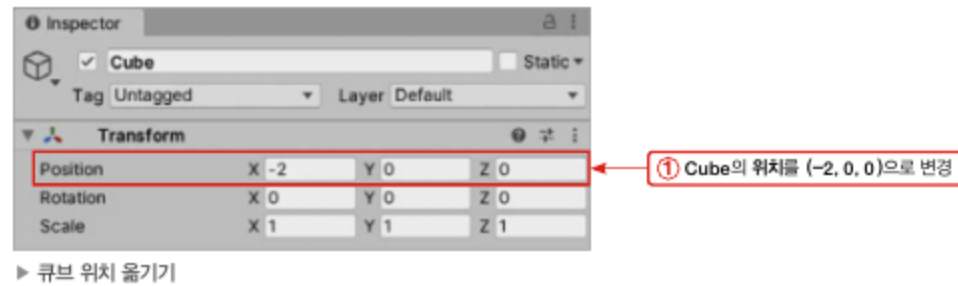 Inspector
Cube
Static
Tag Untagged Layer Default
Transform
Position X -2 Y 0 Z 0
① Cube의 위치를 (-2, 0, 0)으로 변경
Rotation X 0 Y 0 Z 0
Scale X 1 Y 1 Z 1
▶ 큐브 위치 옮기기